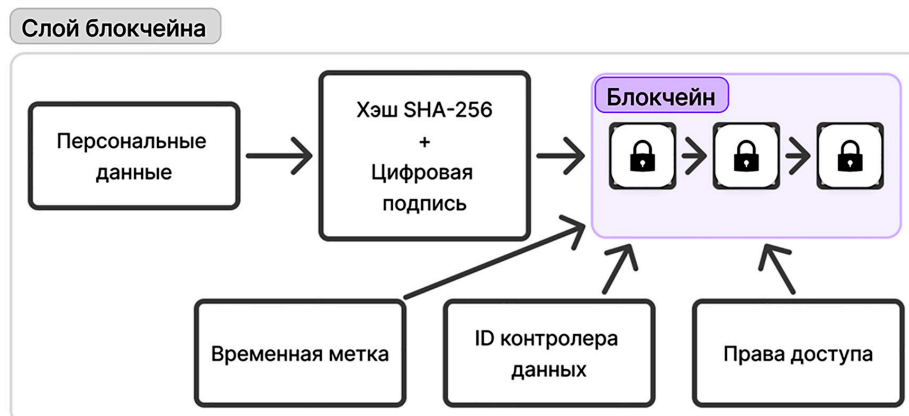 Слой блокчейна
Персональные
данные
Хэш SHA-256
+
Цифровая
подпись
Блокчейн
Временная метка
ID контролера
данных
Права доступа